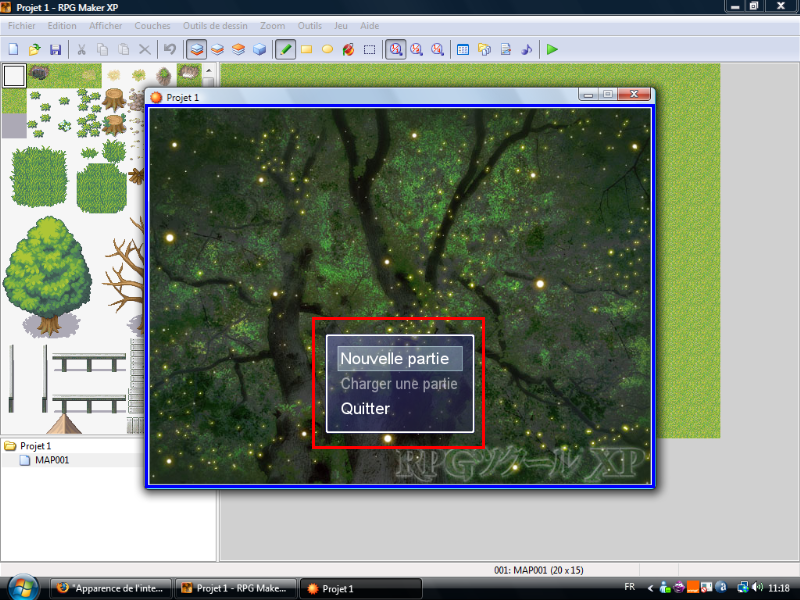 Projet 1 - RPG Maker XP
Fichier Edition Afficher Couches Outils de dessin Zoom Outils Jeu Aide
Projet 1
Nouvelle partie
Charger une partie
Quitter
RPGツクール XP
Projet 1
MAP001
001: MAP001 (20 x 15)
"Apparence de l'inte... Projet 1 - RPG Make... Projet 1 FR 11:18